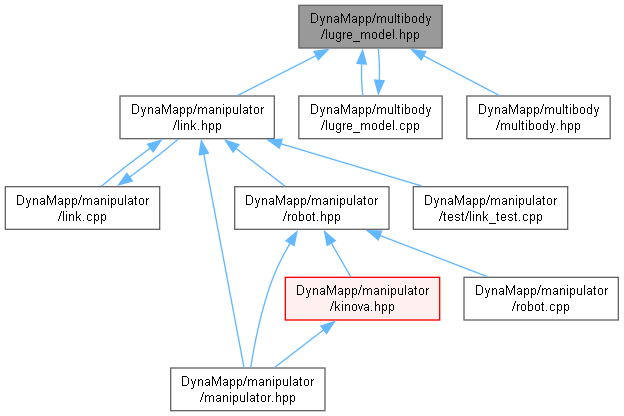 DynaMapp/multibody
/lugre_model.hpp
DynaMapp/manipulator
/link.hpp
DynaMapp/multibody
/lugre_model.cpp
DynaMapp/multibody
/multibody.hpp
DynaMapp/manipulator
/link.cpp
DynaMapp/manipulator
/robot.hpp
DynaMapp/manipulator
/test/link_test.cpp
DynaMapp/manipulator
/kinova.hpp
DynaMapp/manipulator
/robot.cpp
DynaMapp/manipulator
/manipulator.hpp